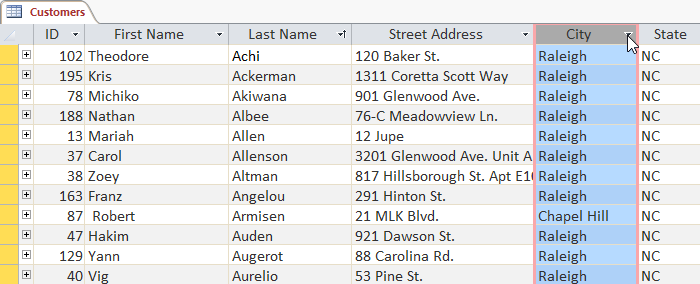 Customers
ID First Name Last Name Street Address City State
102 Theodore Achi 120 Baker St. Raleigh NC
195 Kris Ackerman 1311 Coretta Scott Way Raleigh NC
78 Michiko Akiwana 901 Glenwood Ave. Raleigh NC
188 Nathan Albee 76-C Meadowview Ln. Raleigh NC
13 Mariah Allen 12 Jupe Raleigh NC
37 Carol Allenson 3201 Glenwood Ave. Unit A Raleigh NC
38 Zoey Altman 817 Hillsborough St. Apt Raleigh NC
163 Franz Angelou 291 Hinton St. Raleigh NC
87 Robert Armisen 21 MLK Blvd. Chapel Hill NC
47 Hakim Auden 921 Dawson St. Raleigh NC
129 Yann Augerot 88 Carolina Rd. Raleigh NC
40 Vig Aurelio 53 Pine St. Raleigh NC